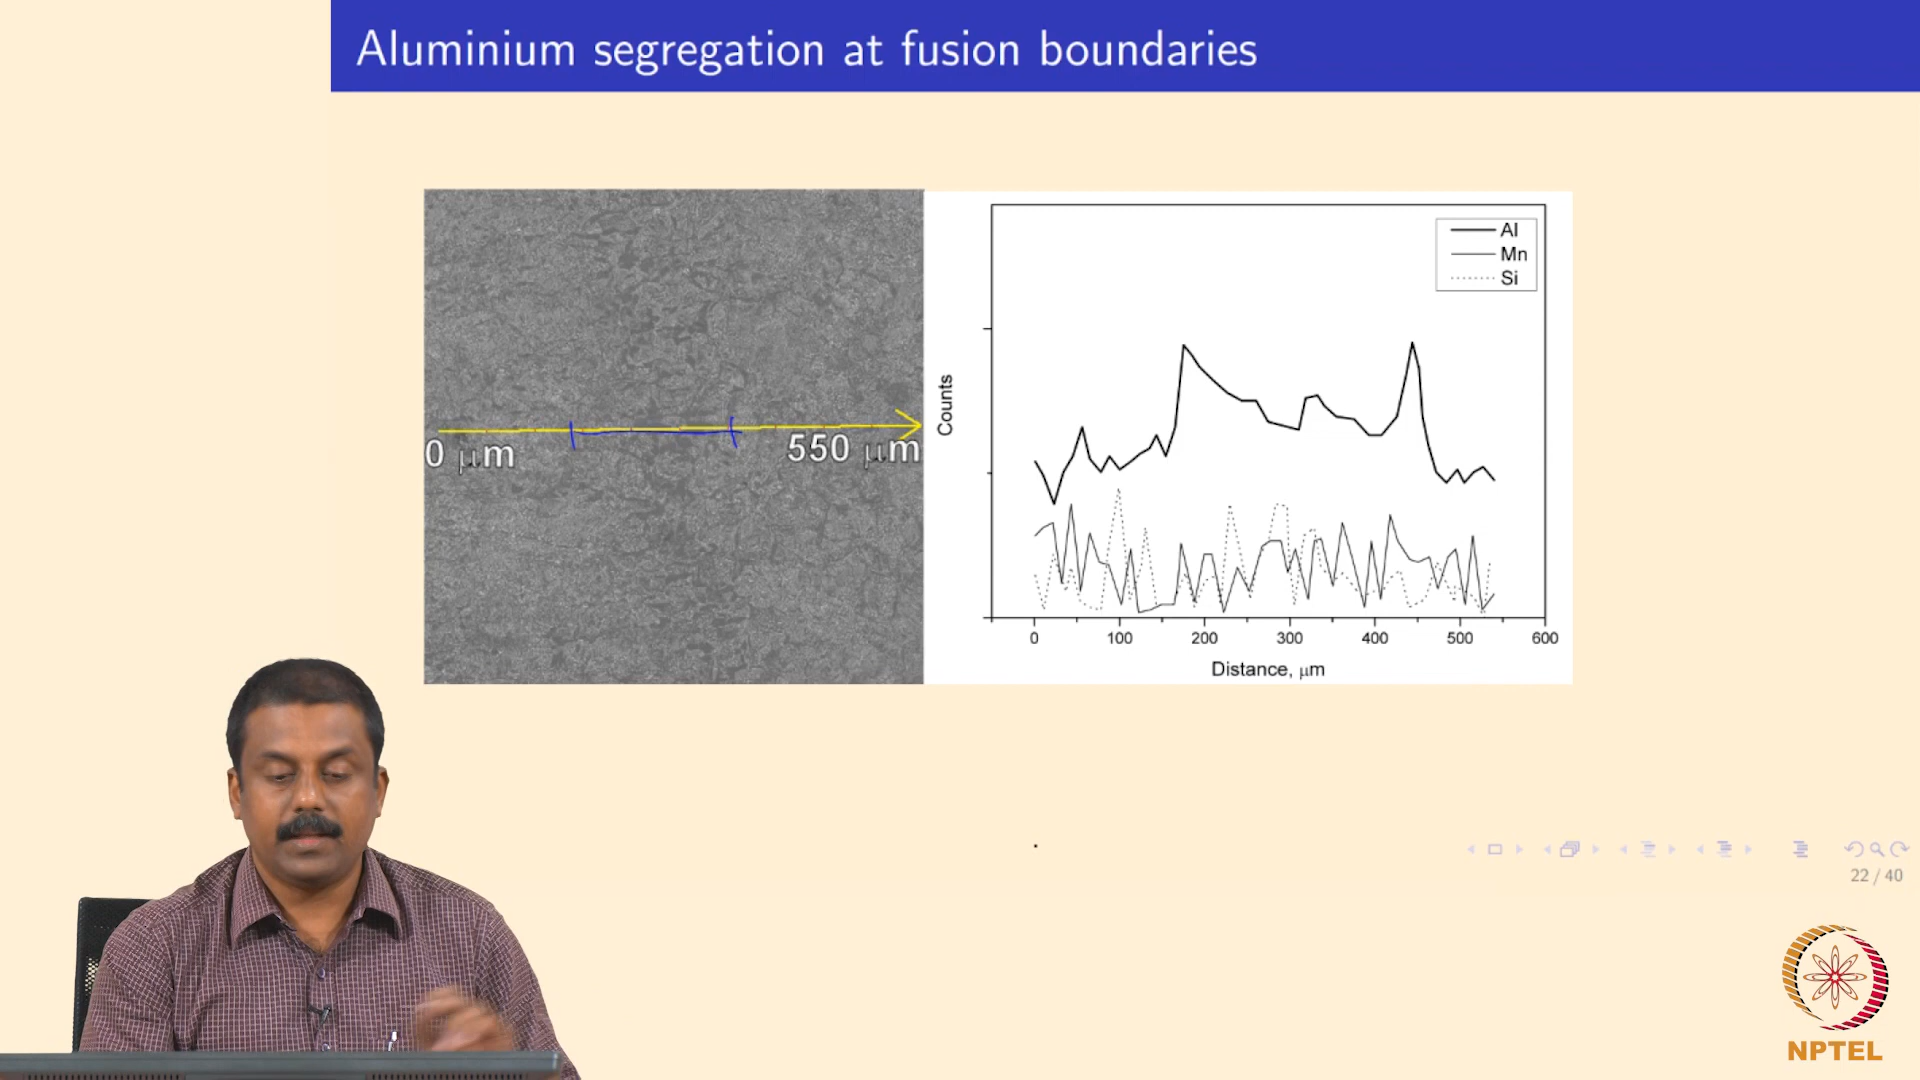 Aluminium segregation at fusion boundaries
0 μm
550 μm
Counts
Al
Mn
Si
0 100 200 300 400 500 600
Distance, μm
22 / 40
NPTEL